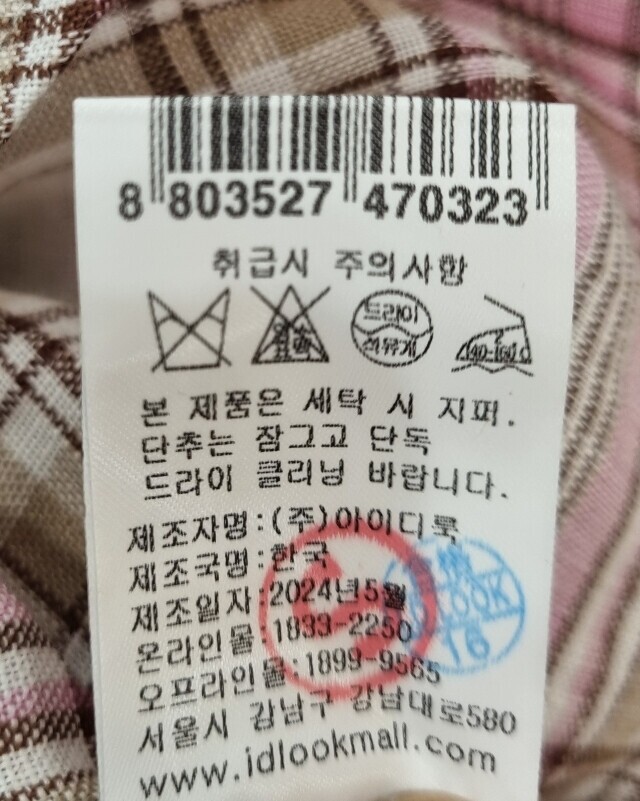 8 803527 470323
취급시 주의사항
드라이
석유계
140~160℃
본 제품은 세탁 시 지퍼.
단추는 잠그고 단독
드라이 클리닝 바랍니다.
제조자명:(주)아이디룩
제조국명:한국
제조일자:2024년5월
온라인몰:1833-2250
오프라인몰:1899-9565
서울시 강남구 강남대로580
www.idlookmall.com
LOOK
16